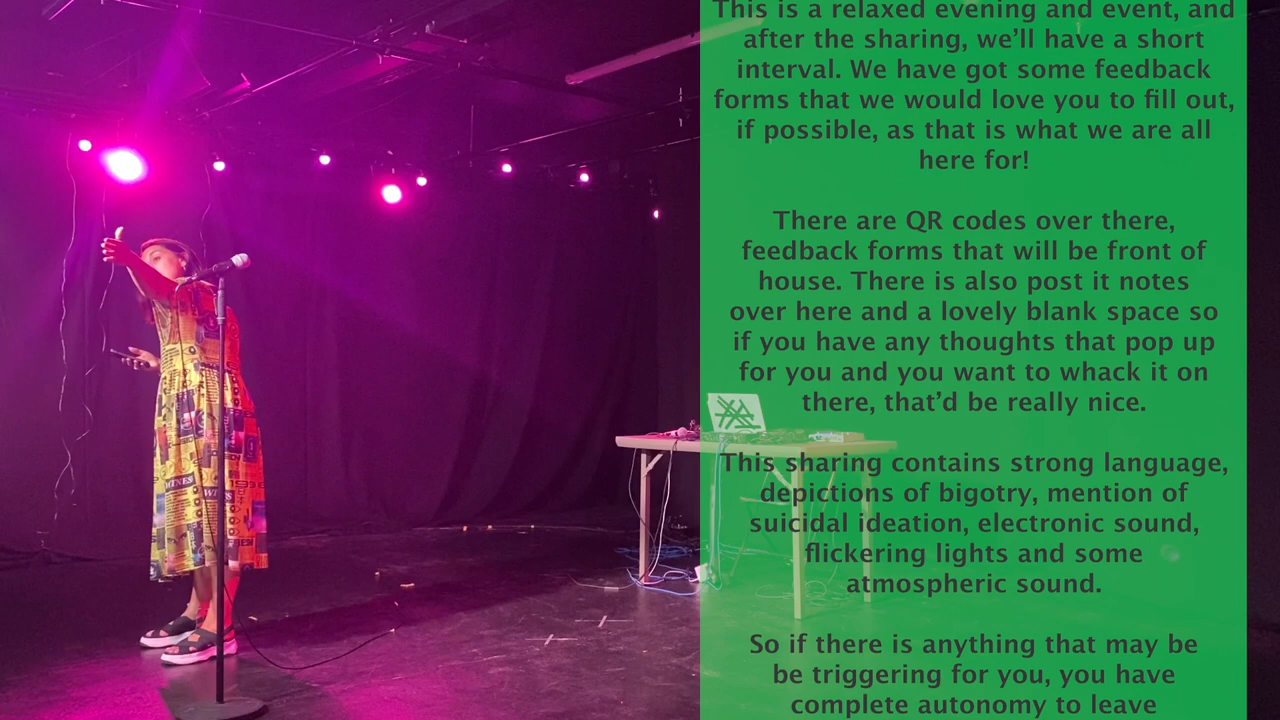 This is a relaxed evening and event, and
after the sharing, we’ll have a short
interval. We have got some feedback
forms that we would love you to fill out,
if possible, as that is what we are all
here for!
There are QR codes over there,
feedback forms that will be front of
house. There is also post it notes
over here and a lovely blank space so
if you have any thoughts that pop up
for you and you want to whack it on
there, that’d be really nice.
This sharing contains strong language,
depictions of bigotry, mention of
suicidal ideation, electronic sound,
flickering lights and some
atmospheric sound.
So if there is anything that may be
be triggering for you, you have
complete autonomy to leave